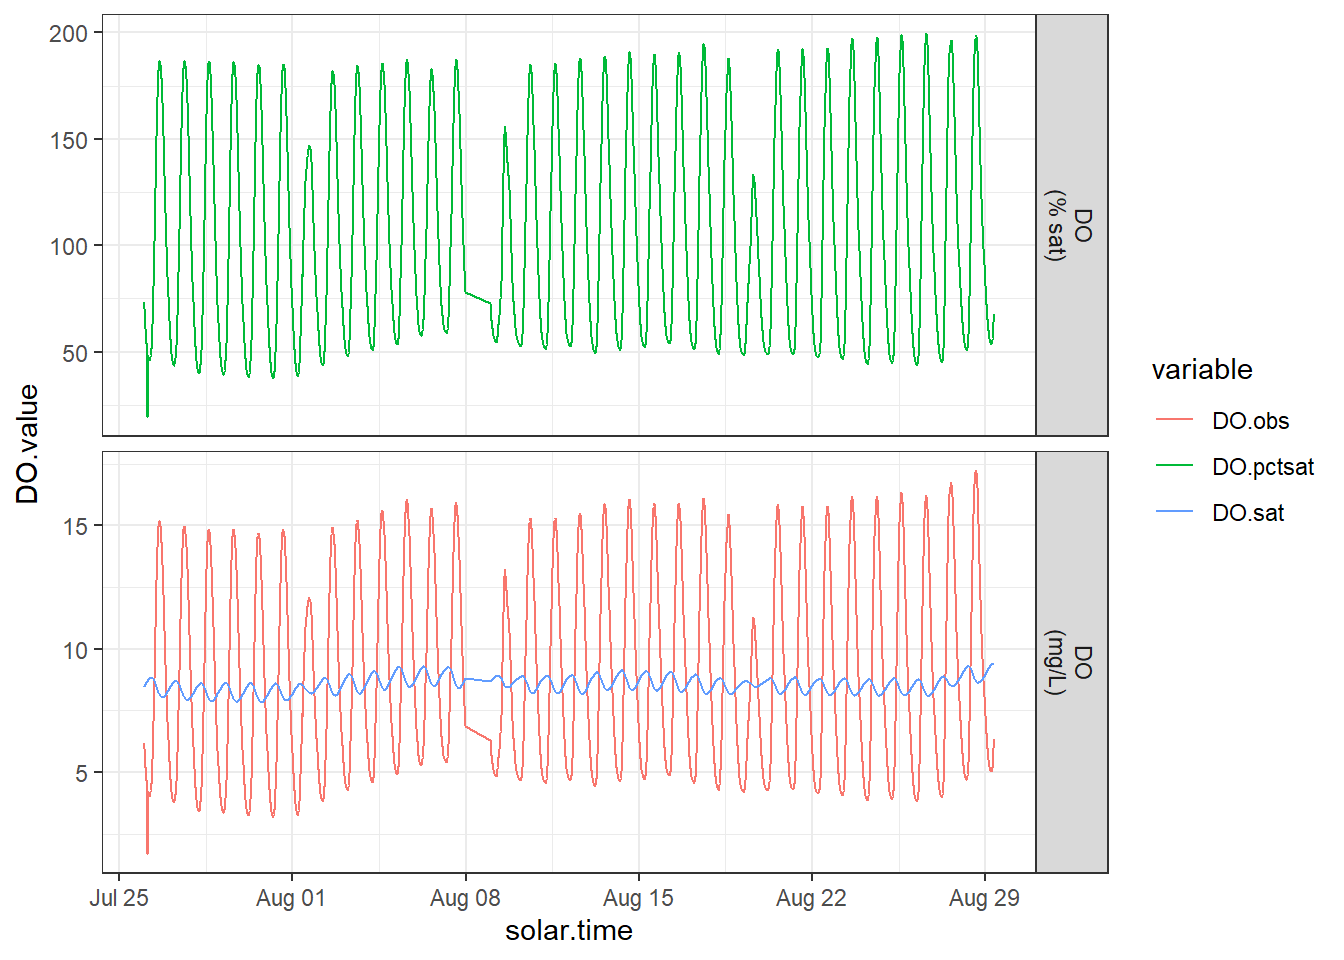 200
150
100
50
DO
(% sat)
DO.value
15
10
5
DO
(mg/L)
Jul 25
Aug 01
Aug 08
Aug 15
Aug 22
Aug 29
solar.time
variable
DO.obs
DO.pctsat
DO.sat